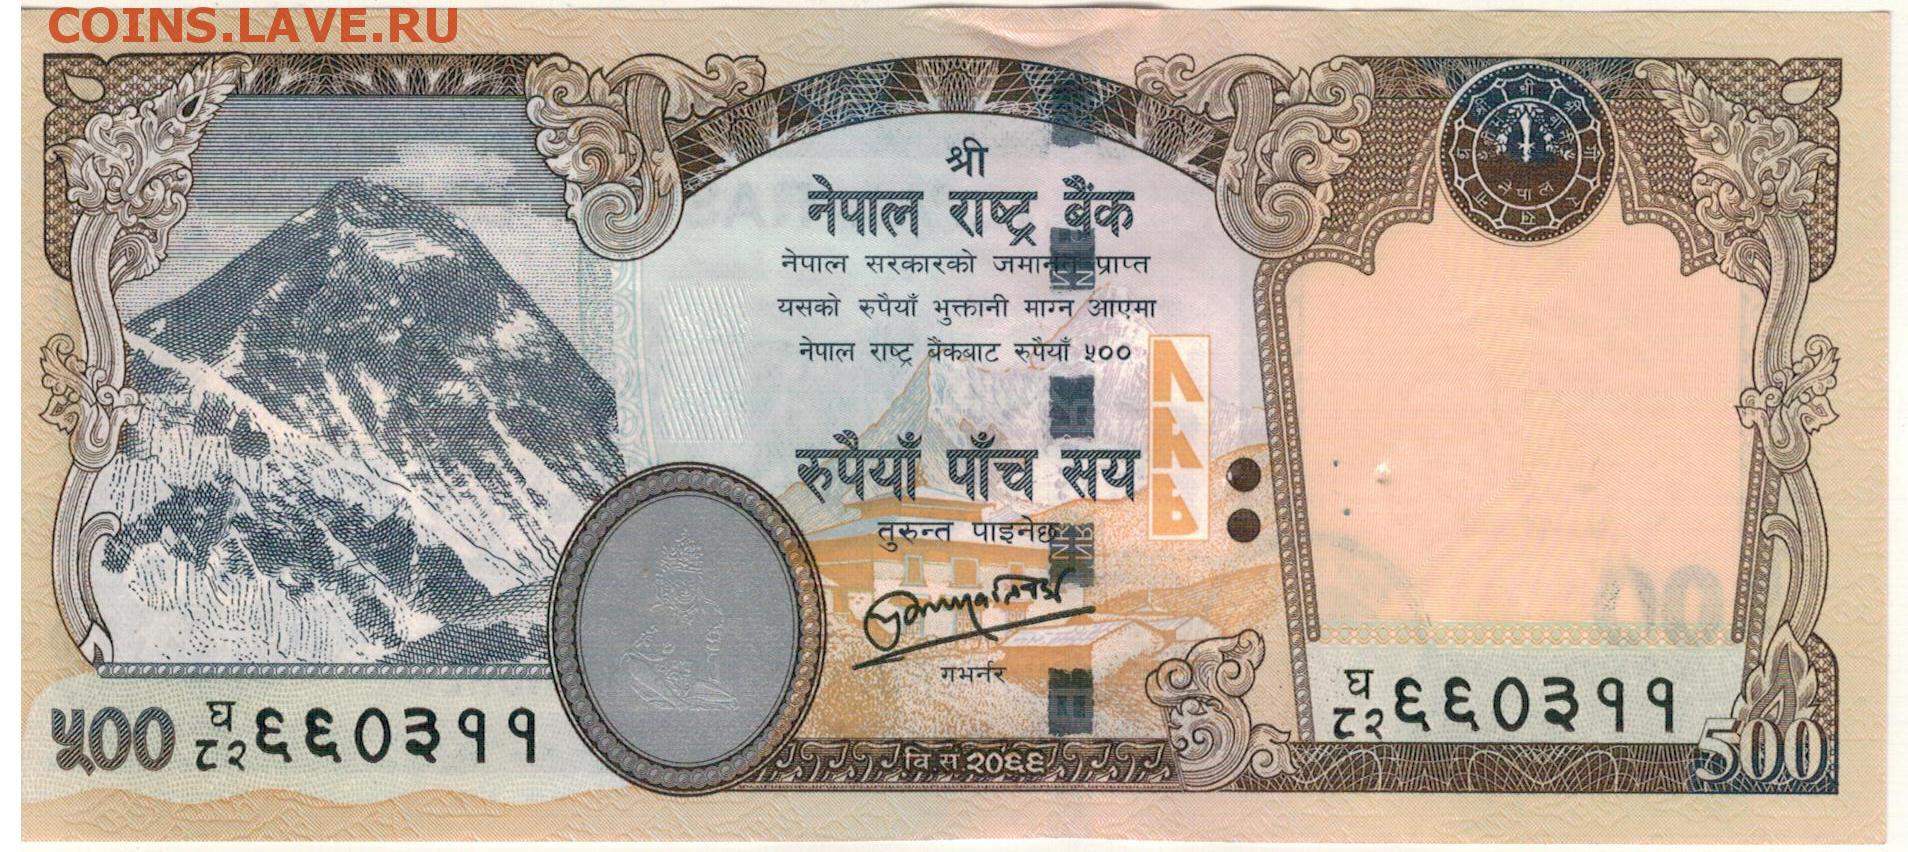 COINS.LAVE.RU
श्री
नेपाल राष्ट्र बैंक
नेपाल सरकारको जमानत प्राप्त
यसको रुपैयाँ भुक्तानी माग्न आएमा
नेपाल राष्ट्र बैंकबाट रुपैयाँ ५००
रुपैयाँ पाँच सय
तुरुन्त पाइनेछ
NRB
गभर्नर
५०० घ ८२ ६६०३११
वि.सं.२०६६
घ ८२ ६६०३११
500